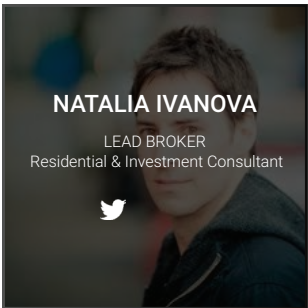 NATALIA IVANOVA
LEAD BROKER
Residential & Investment Consultant